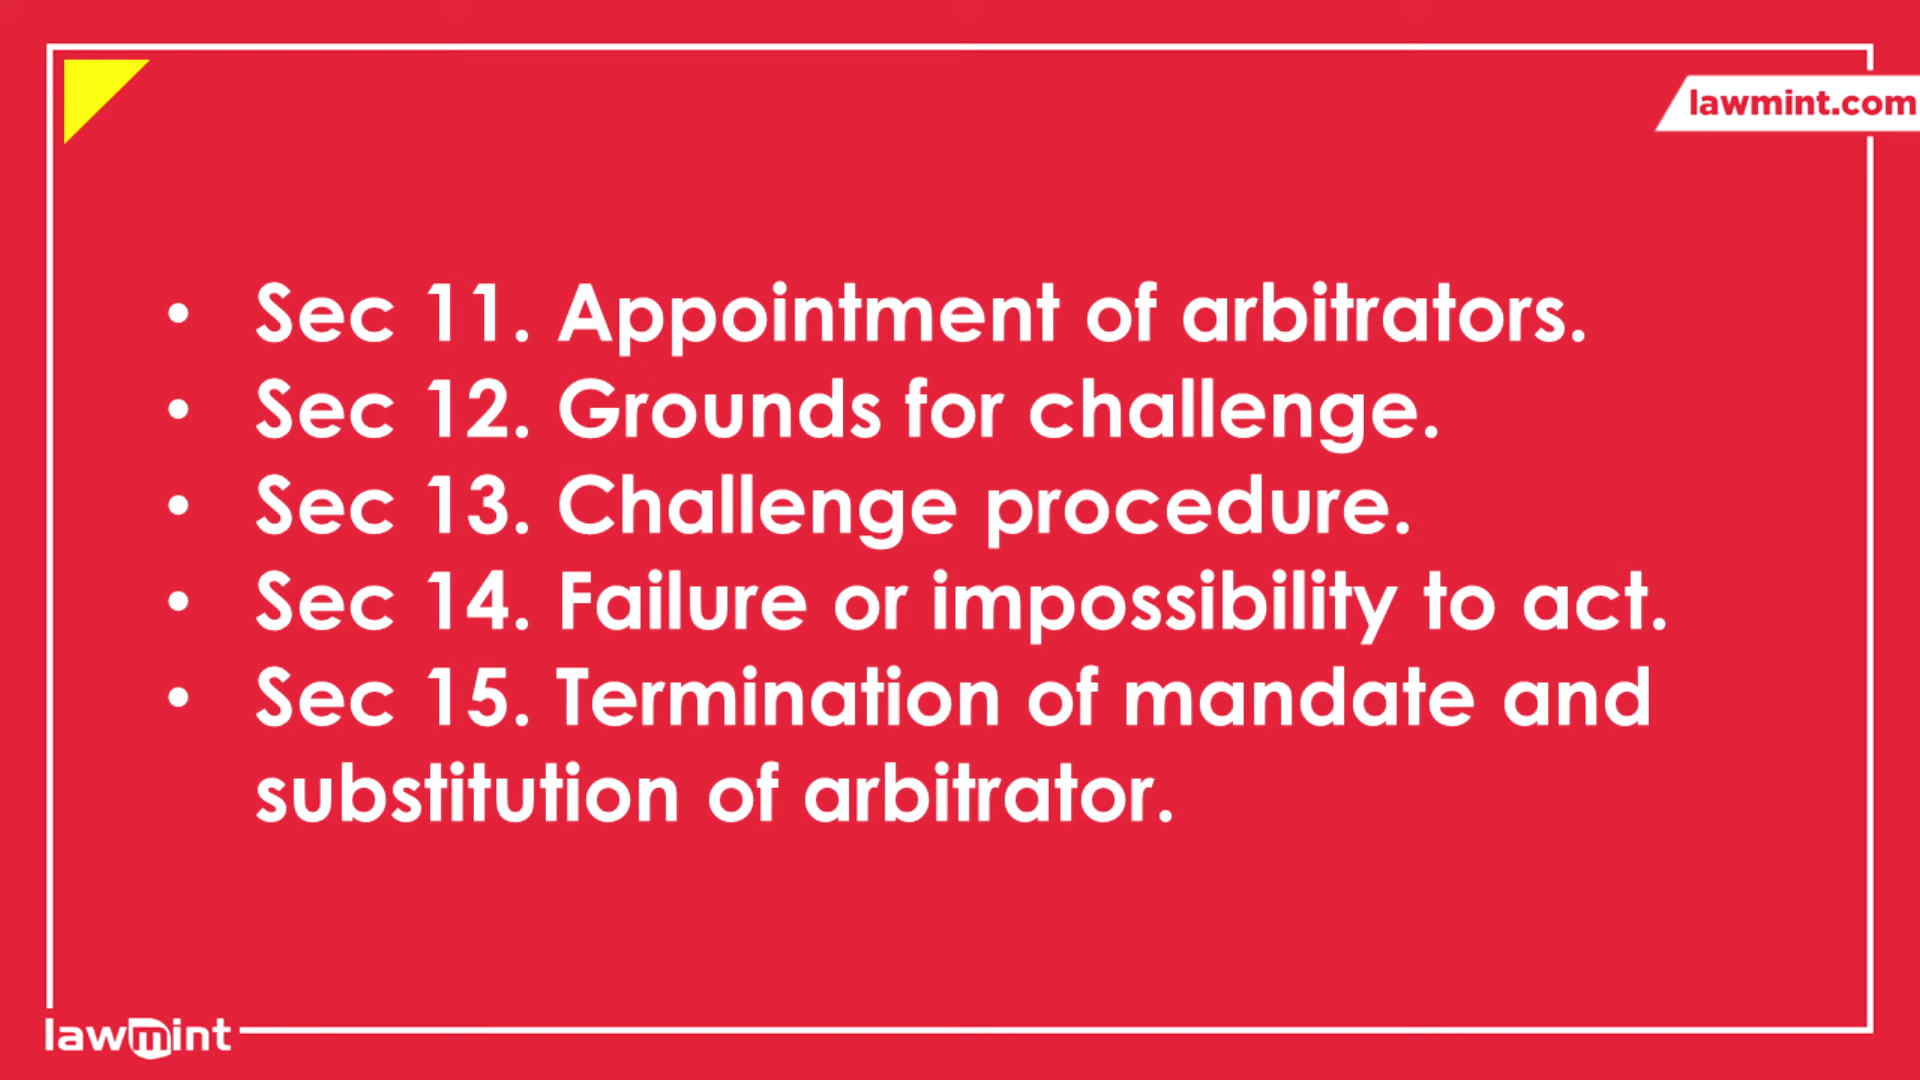 lawmint.com
• Sec 11. Appointment of arbitrators.
• Sec 12. Grounds for challenge.
• Sec 13. Challenge procedure.
• Sec 14. Failure or impossibility to act.
• Sec 15. Termination of mandate and
substitution of arbitrator.
lawmint